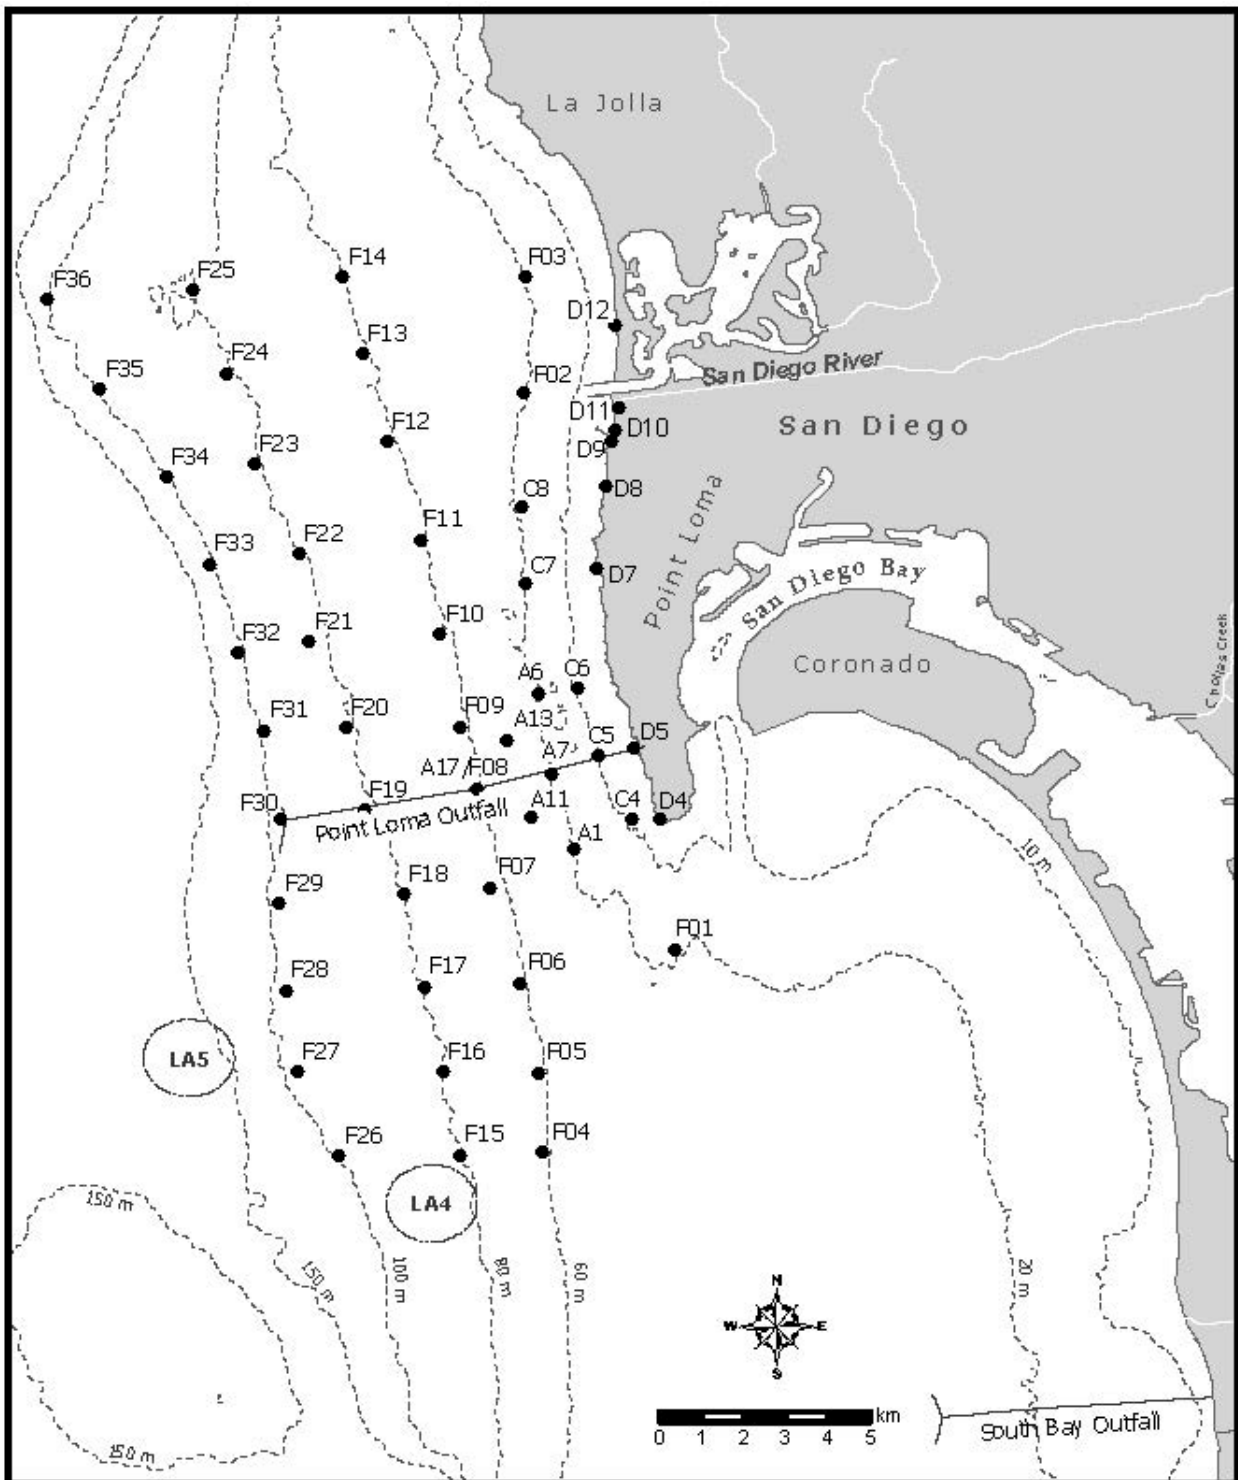 La Jolla
F36
F25
F14
F03
D12
F13
F24
F35
F02
San Diego River
D11
D10
San Diego
F12
D9
F23
F34
D8
C8
Point Loma
F11
F22
F33
D7
C7
San Diego Bay
F10
F21
F32
Coronado
Chollas Creek
C6
A6
F31
F20
F09
A13
D5
C5
A7
A17/F08
F30
F19
Point Loma Outfall
A11
C4
D4
A1
10 m
F29
F18
F07
F01
F28
F17
F06
LA5
F27
F16
F05
F26
F15
F04
LA4
150 m
150 m
100 m
80 m
60 m
20 m
N
W
E
S
km
0 1 2 3 4 5
South Bay Outfall
150 m